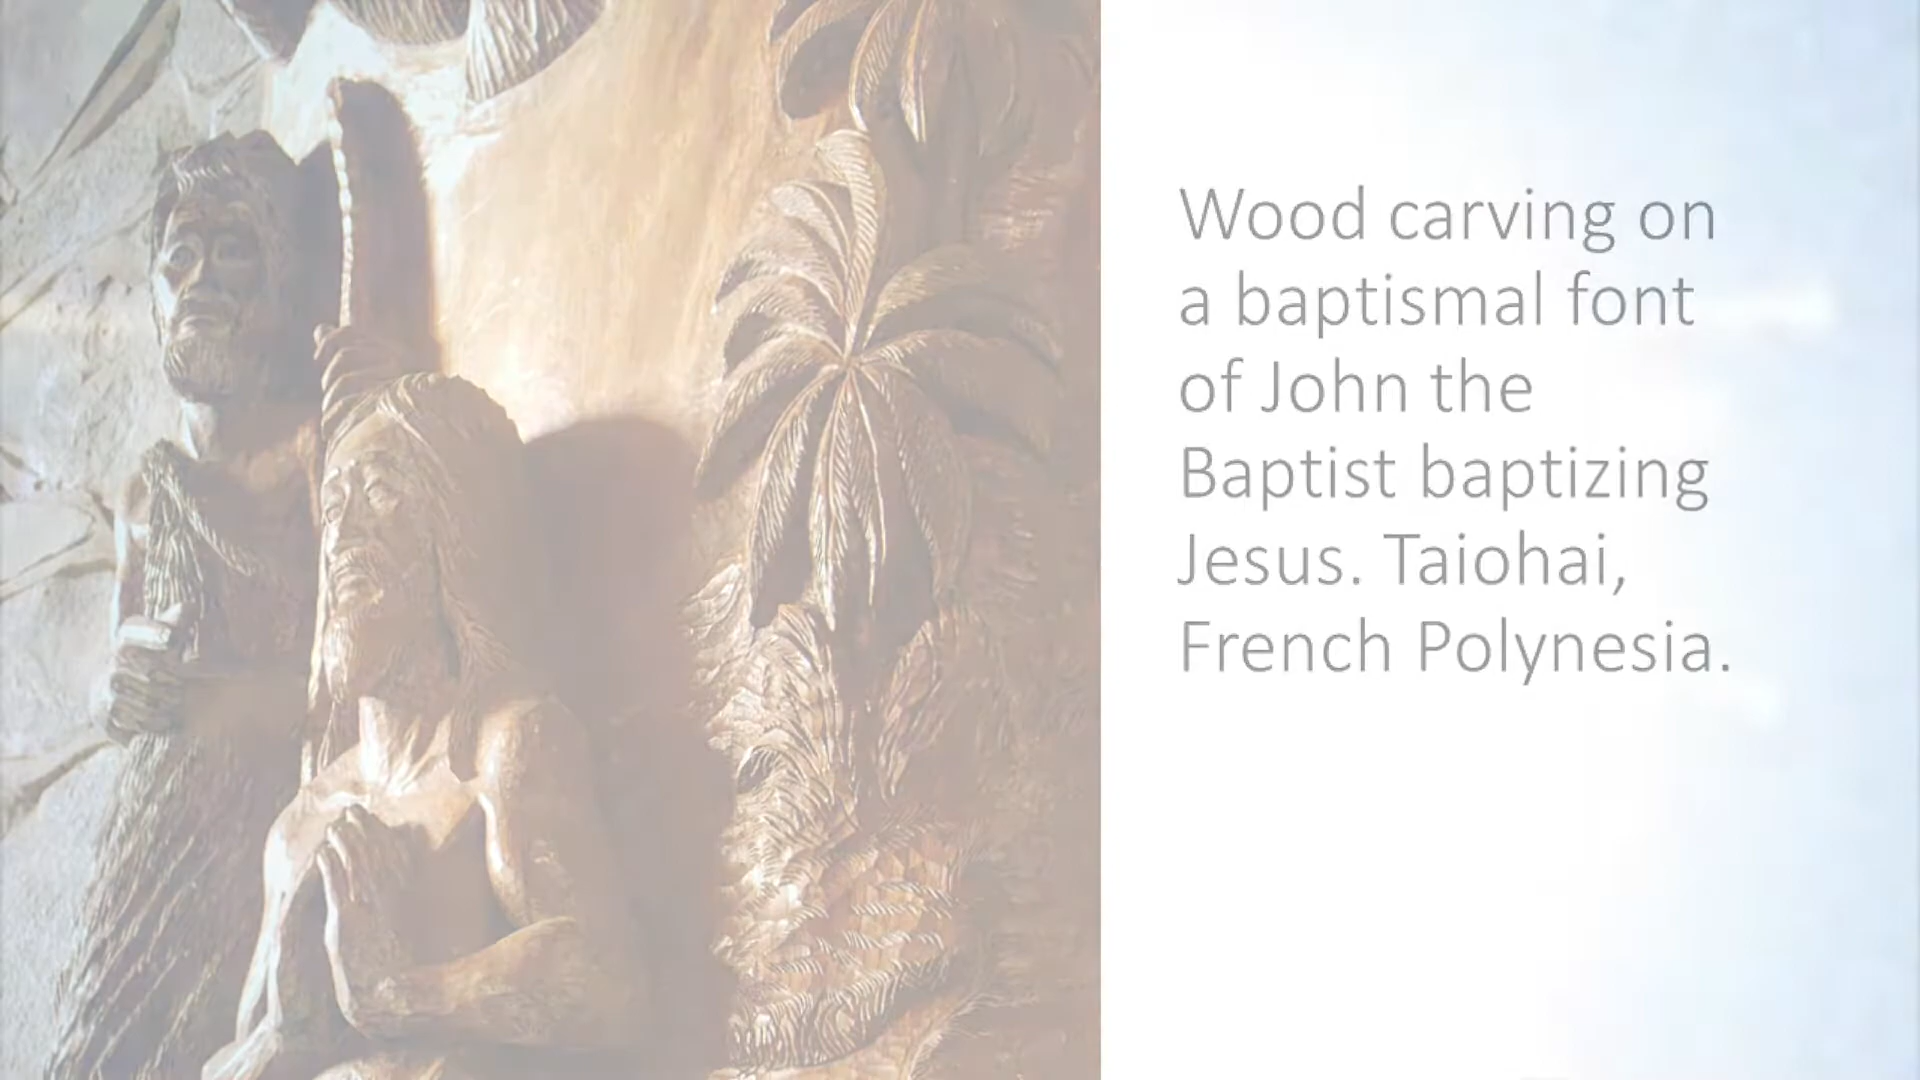 Wood carving on
a baptismal font
of John the
Baptist baptizing
Jesus. Taiohai,
French Polynesia.